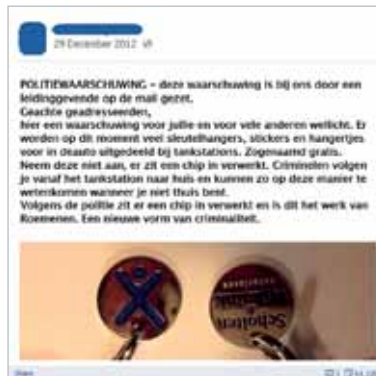 29 December 2012
POLITIEWAARSCHUWING - deze waarschuwing is bij ons door een
leidinggevende op de mail gezet.
Geachte geadresseerden,
hier een waarschuwing voor jullie en voor vele anderen wellicht. Er
worden op dit moment veel sleutelhangers, stickers en hangertjes
voor in deauto uitgedeeld bij tankstations. Zogenaamd gratis.
Neem deze niet aan, er zit een chip in verwerkt. Criminelen volgen
je vanaf het tankstation naar huis en kunnen zo op deze manier te
wetenkomen wanneer je niet thuis bent.
Volgens de politie zit er een chip in verwerkt en is dit het werk van
Roemenen. Een nieuwe vorm van criminaliteit.
Scholten